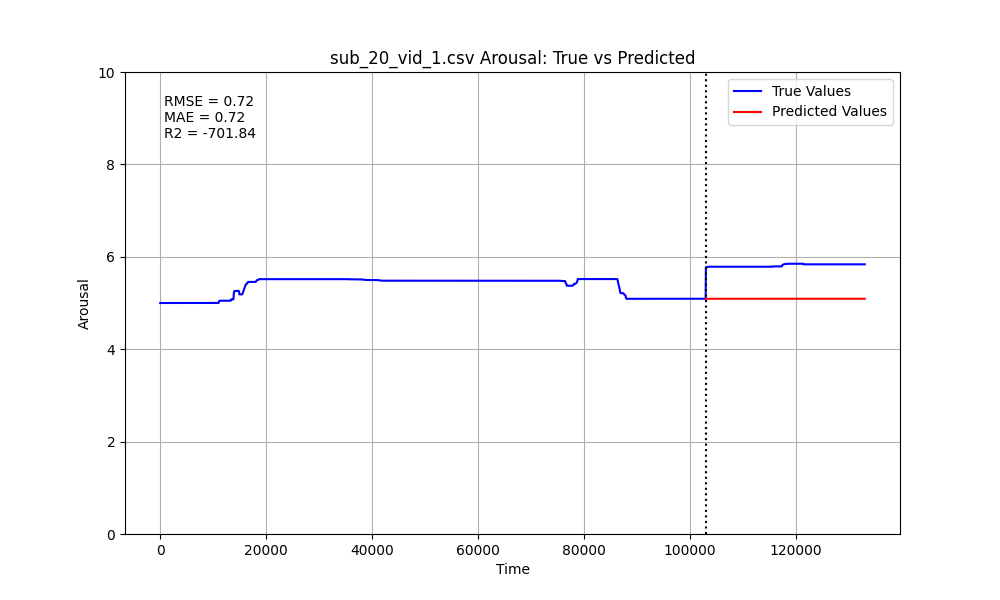 sub_20_vid_1.csv Arousal: True vs Predicted
RMSE = 0.72
MAE = 0.72
R2 = -701.84
True Values
Predicted Values
Arousal
10
8
6
4
2
0
0 20000 40000 60000 80000 100000 120000
Time